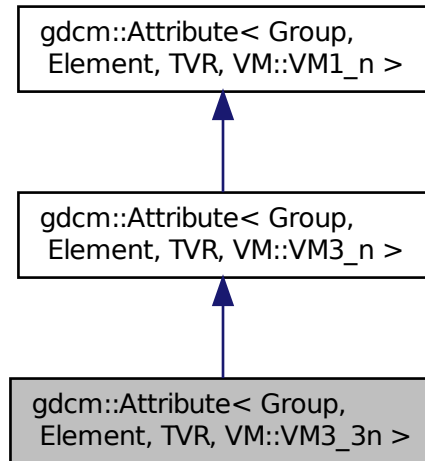 gdcm::Attribute< Group,
Element, TVR, VM::VM1_n >
gdcm::Attribute< Group,
Element, TVR, VM::VM3_n >
gdcm::Attribute< Group,
Element, TVR, VM::VM3_3n >